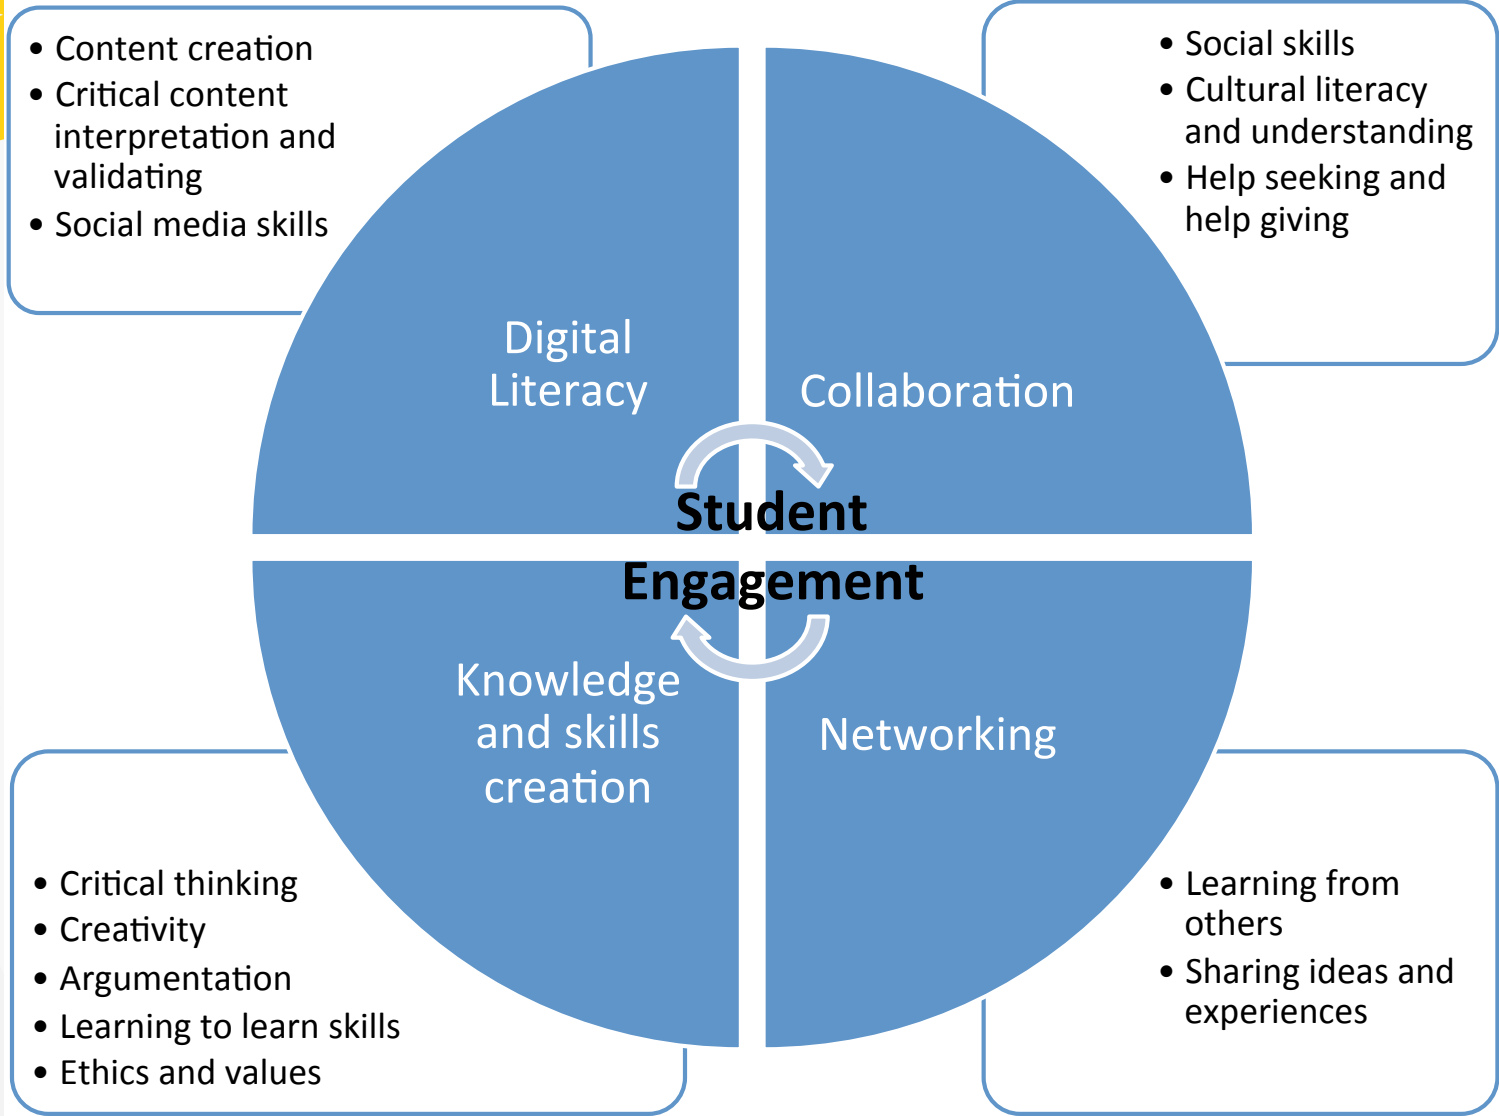 • Content creation
• Critical content
interpretation and
validating
• Social media skills
• Social skills
• Cultural literacy
and understanding
• Help seeking and
help giving
Digital
Literacy
Collaboration
Student
Engagement
Knowledge
and skills
creation
Networking
• Critical thinking
• Creativity
• Argumentation
• Learning to learn skills
• Ethics and values
• Learning from
others
• Sharing ideas and
experiences